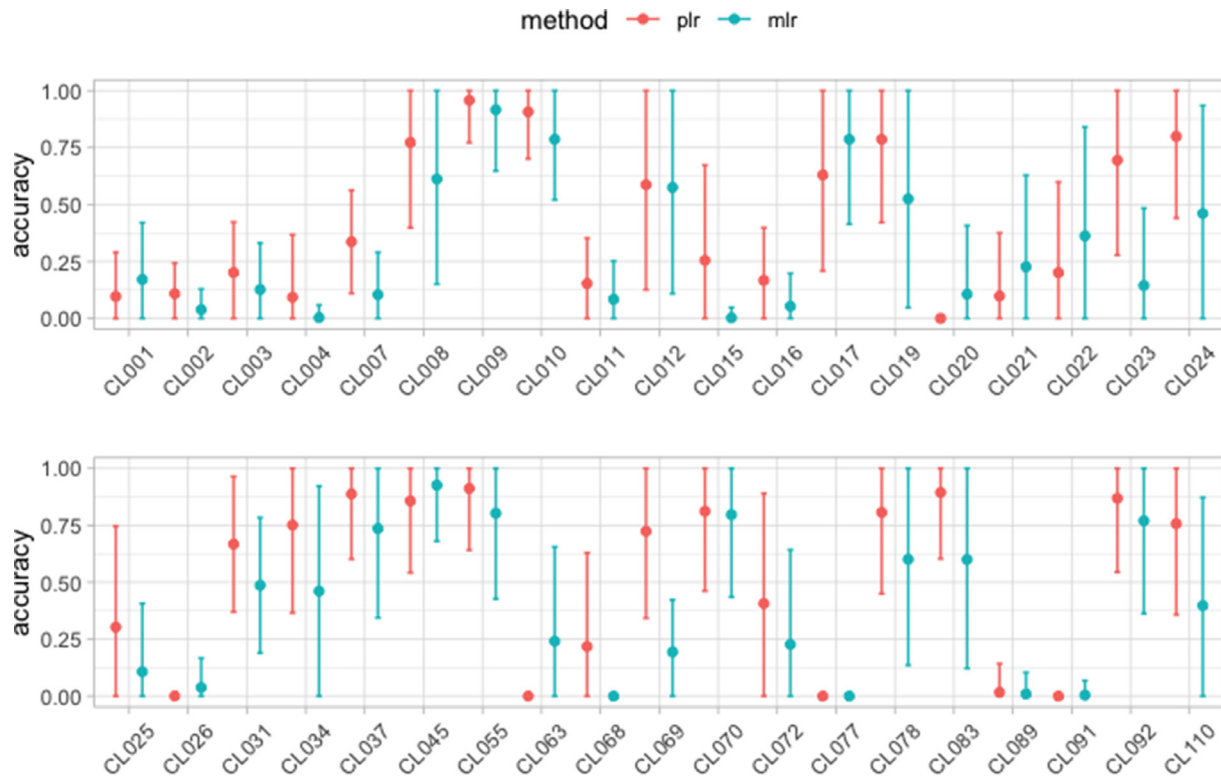 method plr mlr
1.00
0.75
0.50
0.25
0.00
accuracy
CL001 CL002 CL003 CL004 CL007 CL008 CL009 CL010 CL011 CL012 CL015 CL016 CL017 CL019 CL020 CL021 CL022 CL023 CL024
1.00
0.75
0.50
0.25
0.00
accuracy
CL025 CL026 CL031 CL034 CL037 CL045 CL055 CL063 CL068 CL069 CL070 CL072 CL077 CL078 CL083 CL089 CL091 CL092 CL110